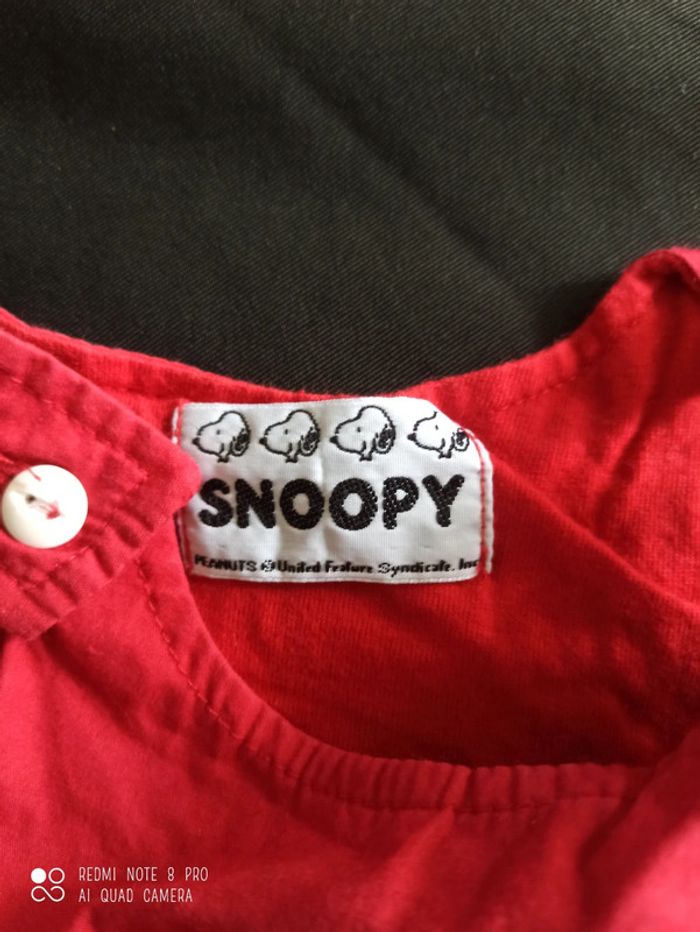 SNOOPY
PEANUTS © United Feature Syndicate, Inc
REDMI NOTE 8 PRO
AI QUAD CAMERA